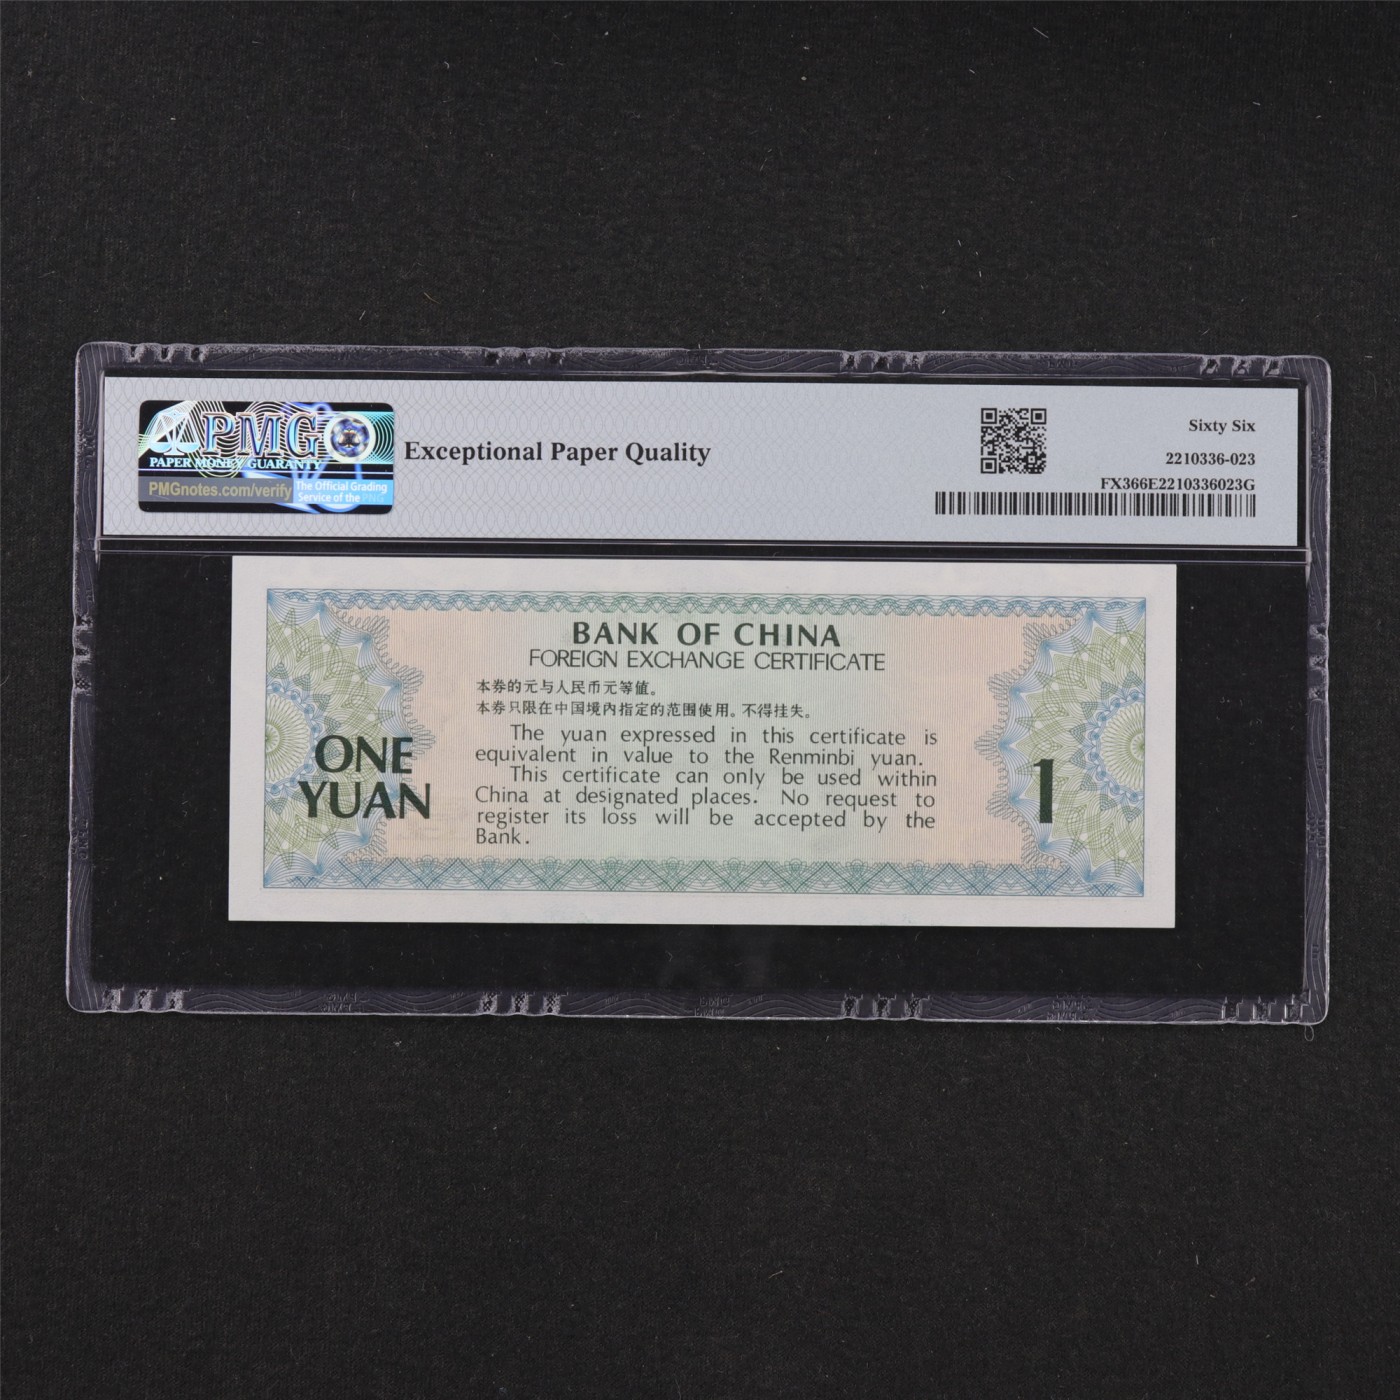 PMG
PAPER MONEY GUARANTY
PMGnotes.com/verify
The Official Grading
Service of the PNG
Exceptional Paper Quality
Sixty Six
2210336-023
FX366E2210336023G
BANK OF CHINA
FOREIGN EXCHANGE CERTIFICATE
本券的元与人民币元等值。
本券只限在中国境内指定的范围使用。不得挂失。
The yuan expressed in this certificate is
equivalent in value to the Renminbi yuan.
This certificate can only be used within
China at designated places. No request to
register its loss will be accepted by the
Bank.
ONE
YUAN
1